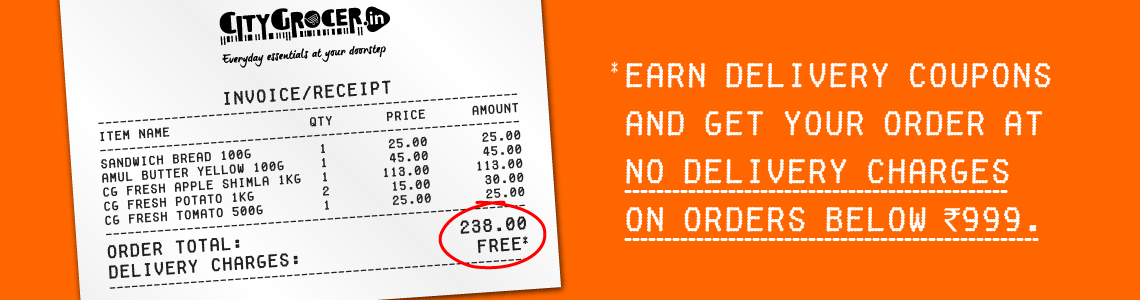 CITYGROCER.in
Everyday essentials at your doorstep
INVOICE/RECEIPT
ITEM NAME QTY PRICE AMOUNT
SANDWICH BREAD 100G 1 25.00 25.00
AMUL BUTTER YELLOW 100G 1 45.00 45.00
CG FRESH APPLE SHIMLA 1KG 1 113.00 113.00
CG FRESH POTATO 1KG 2 15.00 30.00
CG FRESH TOMATO 500G 1 25.00 25.00
ORDER TOTAL: 238.00
DELIVERY CHARGES: FREE*
*EARN DELIVERY COUPONS
AND GET YOUR ORDER AT
NO DELIVERY CHARGES
ON ORDERS BELOW ₹999.